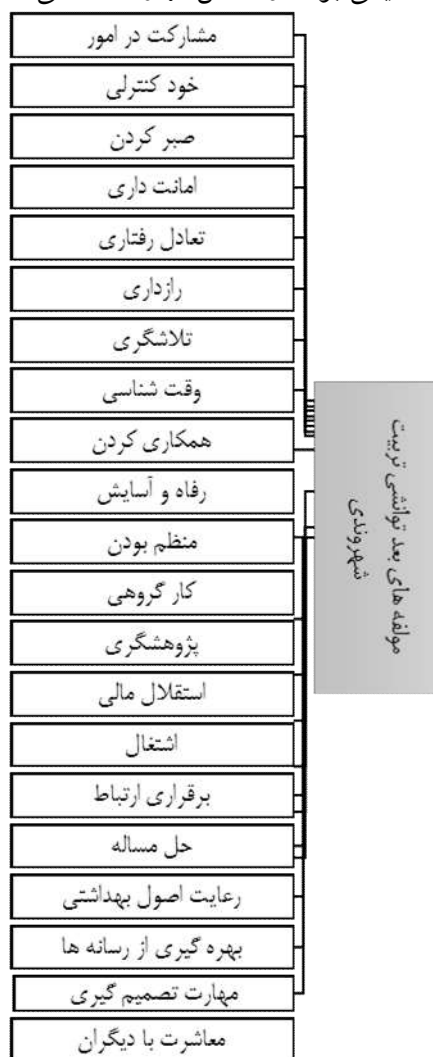 مشارکت در امور
خود کنترلی
صبر کردن
امانت داری
تعادل رفتاری
رازداری
تلاشگری
وقت شناسی
همکاری کردن
رفاه و آسایش
منظم بودن
کار گروهی
پژوهشگری
استقلال مالی
اشتغال
برقراری ارتباط
حل مساله
رعایت اصول بهداشتی
بهره گیری از رسانه ها
مهارت تصمیم گیری
معاشرت با دیگران
مولفه های بعد توانشی تربیت
شهروندی